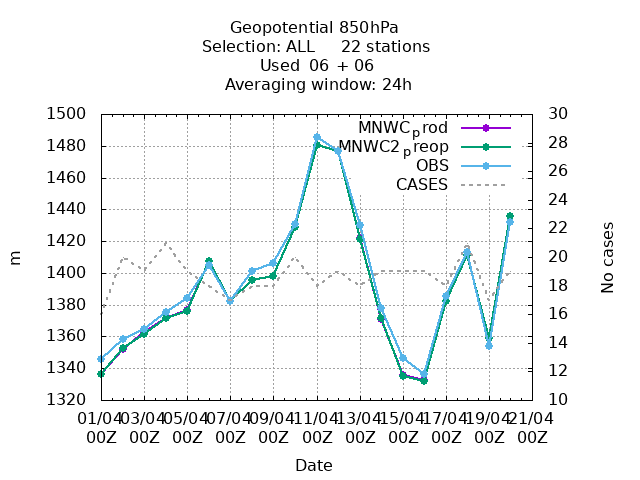 Geopotential 850hPa
Selection: ALL 22 stations
Used 06 + 06
Averaging window: 24h
1500 30
MNWCprod
1480 28
MNWC2preop
OBS
1460 26
CASES
1440 24
1420 22
1400 20
1380 18
1360 16
1340 14
1320 12
10
m
No cases
01/04 03/04 05/04 07/04 09/04 11/04 13/04 15/04 17/04 19/04 21/04
00Z 00Z 00Z 00Z 00Z 00Z 00Z 00Z 00Z 00Z 00Z
Date